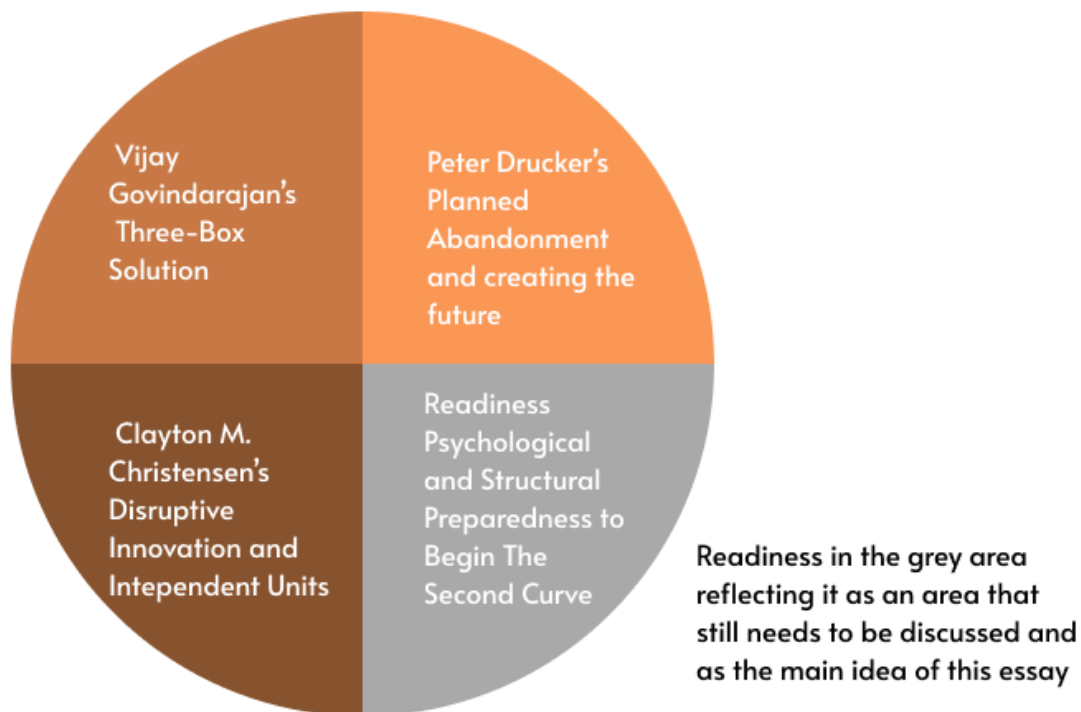 Vijay
Govindarajan’s
Three-Box
Solution
Peter Drucker’s
Planned
Abandonment
and creating the
future
Clayton M.
Christensen’s
Disruptive
Innovation and
Intependent Units
Readiness
Psychological
and Structural
Preparedness to
Begin The
Second Curve
Readiness in the grey area
reflecting it as an area that
still needs to be discussed and
as the main idea of this essay